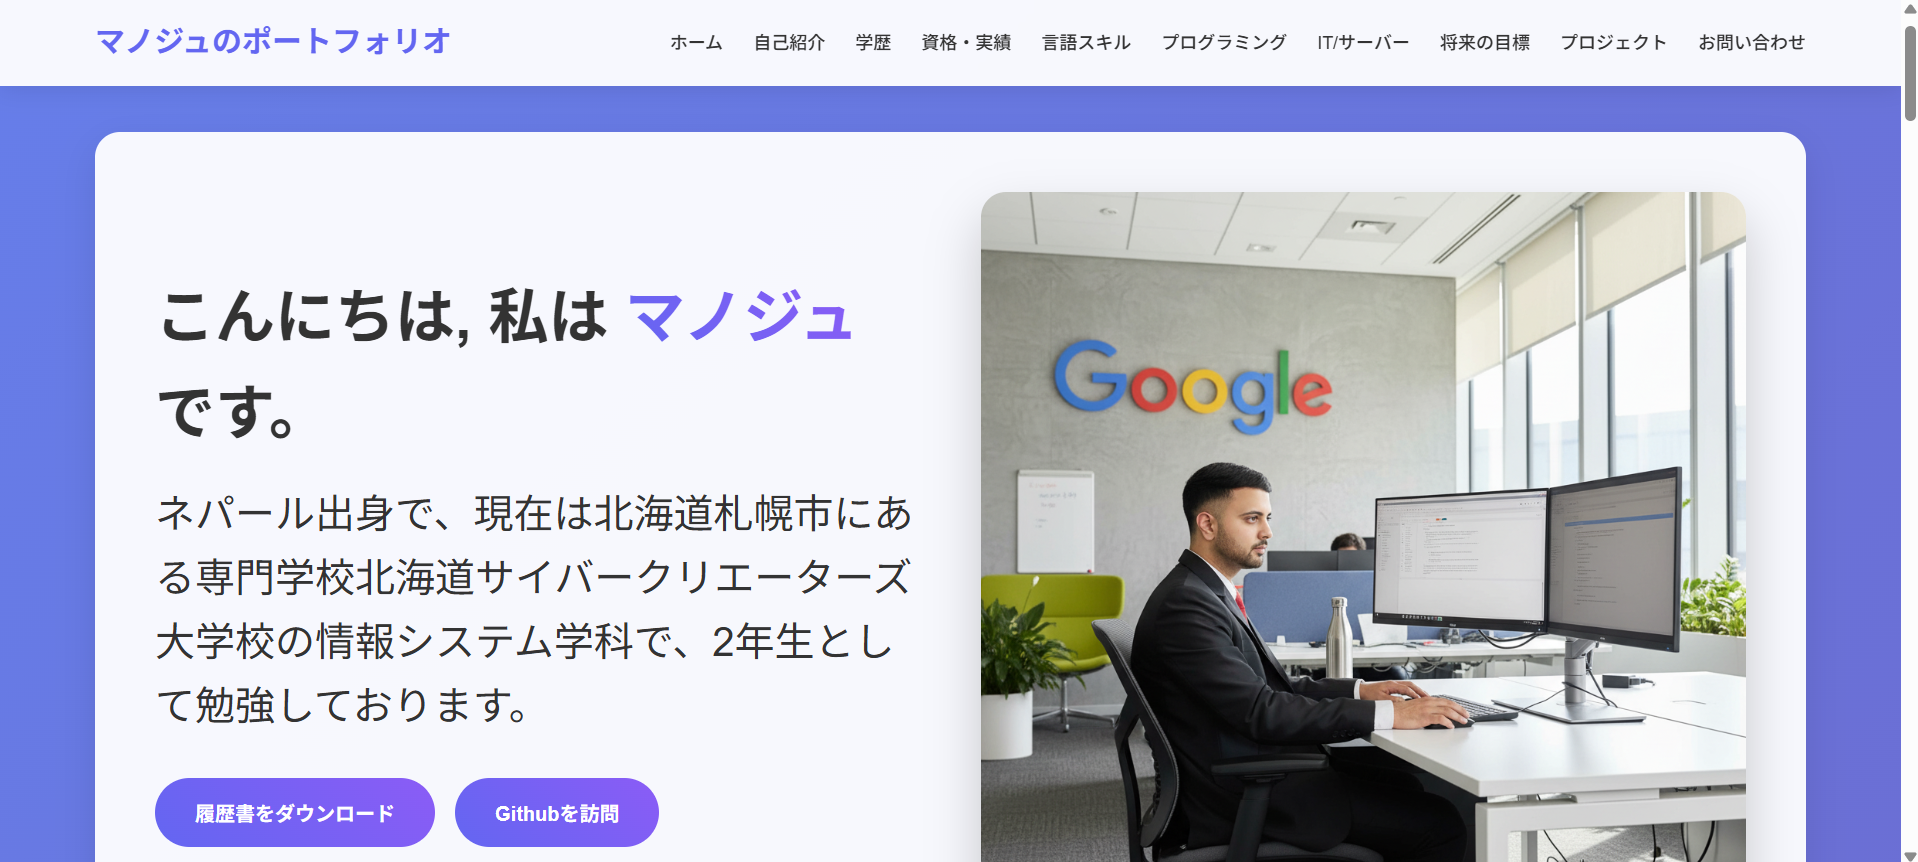 マノジュのポートフォリオ
ホーム 自己紹介 学歴 資格・実績 言語スキル プログラミング IT/サーバー 将来の目標 プロジェクト お問い合わせ
こんにちは, 私は マノジュ
です。
ネパール出身で、現在は北海道札幌市にあ
る専門学校北海道サイバークリエーターズ
大学校の情報システム学科で、2年生とし
て勉強しております。
履歴書をダウンロード Githubを訪問
Google